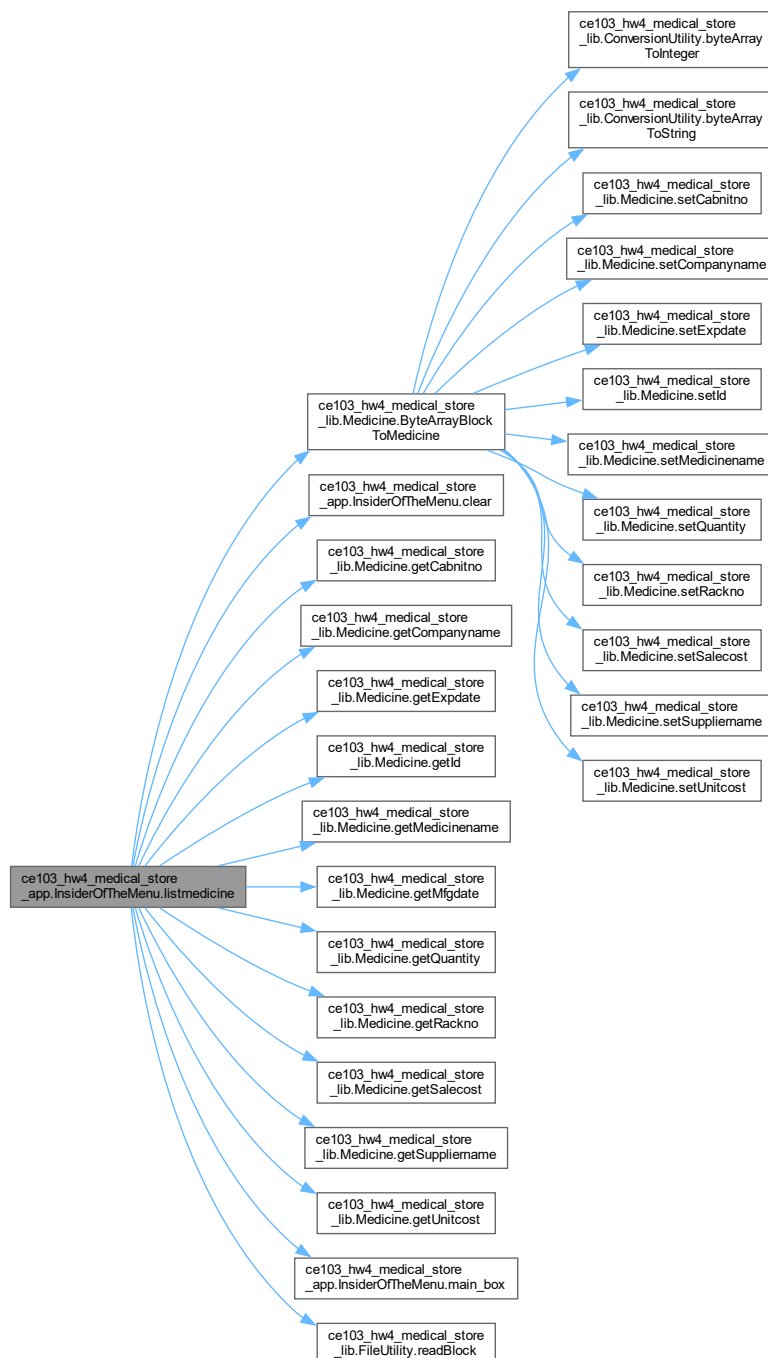 ce103_hw4_medical_store
_lib.ConversionUtility.byteArray
ToInteger
ce103_hw4_medical_store
_lib.ConversionUtility.byteArray
ToString
ce103_hw4_medical_store
_lib.Medicine.setCabnitno
ce103_hw4_medical_store
_lib.Medicine.setCompanyname
ce103_hw4_medical_store
_lib.Medicine.setExpdate
ce103_hw4_medical_store
_lib.Medicine.setId
ce103_hw4_medical_store
_lib.Medicine.setMedicinename
ce103_hw4_medical_store
_lib.Medicine.setQuantity
ce103_hw4_medical_store
_lib.Medicine.setRackno
ce103_hw4_medical_store
_lib.Medicine.setSalecost
ce103_hw4_medical_store
_lib.Medicine.setSuppliername
ce103_hw4_medical_store
_lib.Medicine.setUnitcost
ce103_hw4_medical_store
_lib.Medicine.ByteArrayBlock
ToMedicine
ce103_hw4_medical_store
_app.InsiderOfTheMenu.clear
ce103_hw4_medical_store
_lib.Medicine.getCabnitno
ce103_hw4_medical_store
_lib.Medicine.getCompanyname
ce103_hw4_medical_store
_lib.Medicine.getExpdate
ce103_hw4_medical_store
_lib.Medicine.getId
ce103_hw4_medical_store
_lib.Medicine.getMedicinename
ce103_hw4_medical_store
_lib.Medicine.getMfgdate
ce103_hw4_medical_store
_lib.Medicine.getQuantity
ce103_hw4_medical_store
_lib.Medicine.getRackno
ce103_hw4_medical_store
_lib.Medicine.getSalecost
ce103_hw4_medical_store
_lib.Medicine.getSuppliername
ce103_hw4_medical_store
_lib.Medicine.getUnitcost
ce103_hw4_medical_store
_app.InsiderOfTheMenu.main_box
ce103_hw4_medical_store
_lib.FileUtility.readBlock
ce103_hw4_medical_store
_app.InsiderOfTheMenu.listmedicine